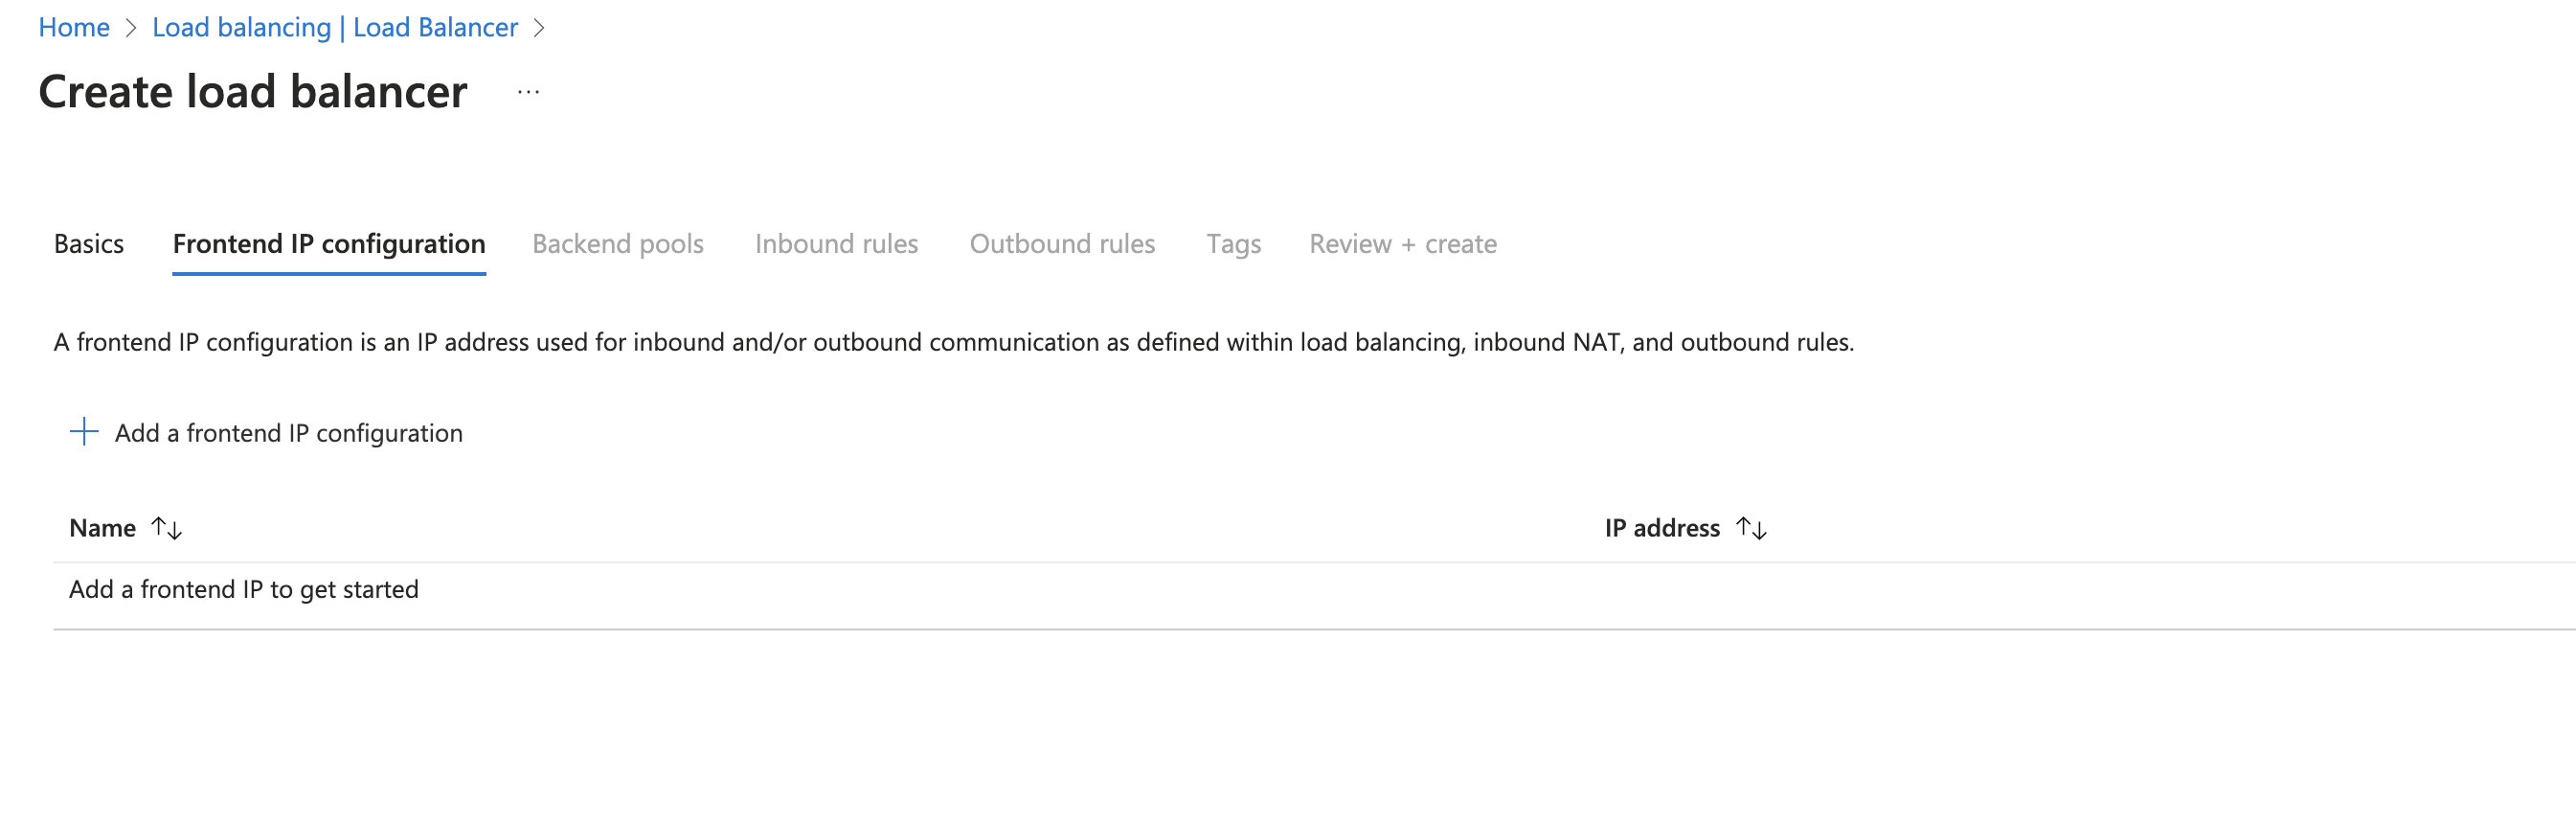 Home > Load balancing | Load Balancer >
Create load balancer ...
Basics Frontend IP configuration Backend pools Inbound rules Outbound rules Tags Review + create
A frontend IP configuration is an IP address used for inbound and/or outbound communication as defined within load balancing, inbound NAT, and outbound rules.
+ Add a frontend IP configuration
Name ↑↓ IP address ↑↓
Add a frontend IP to get started